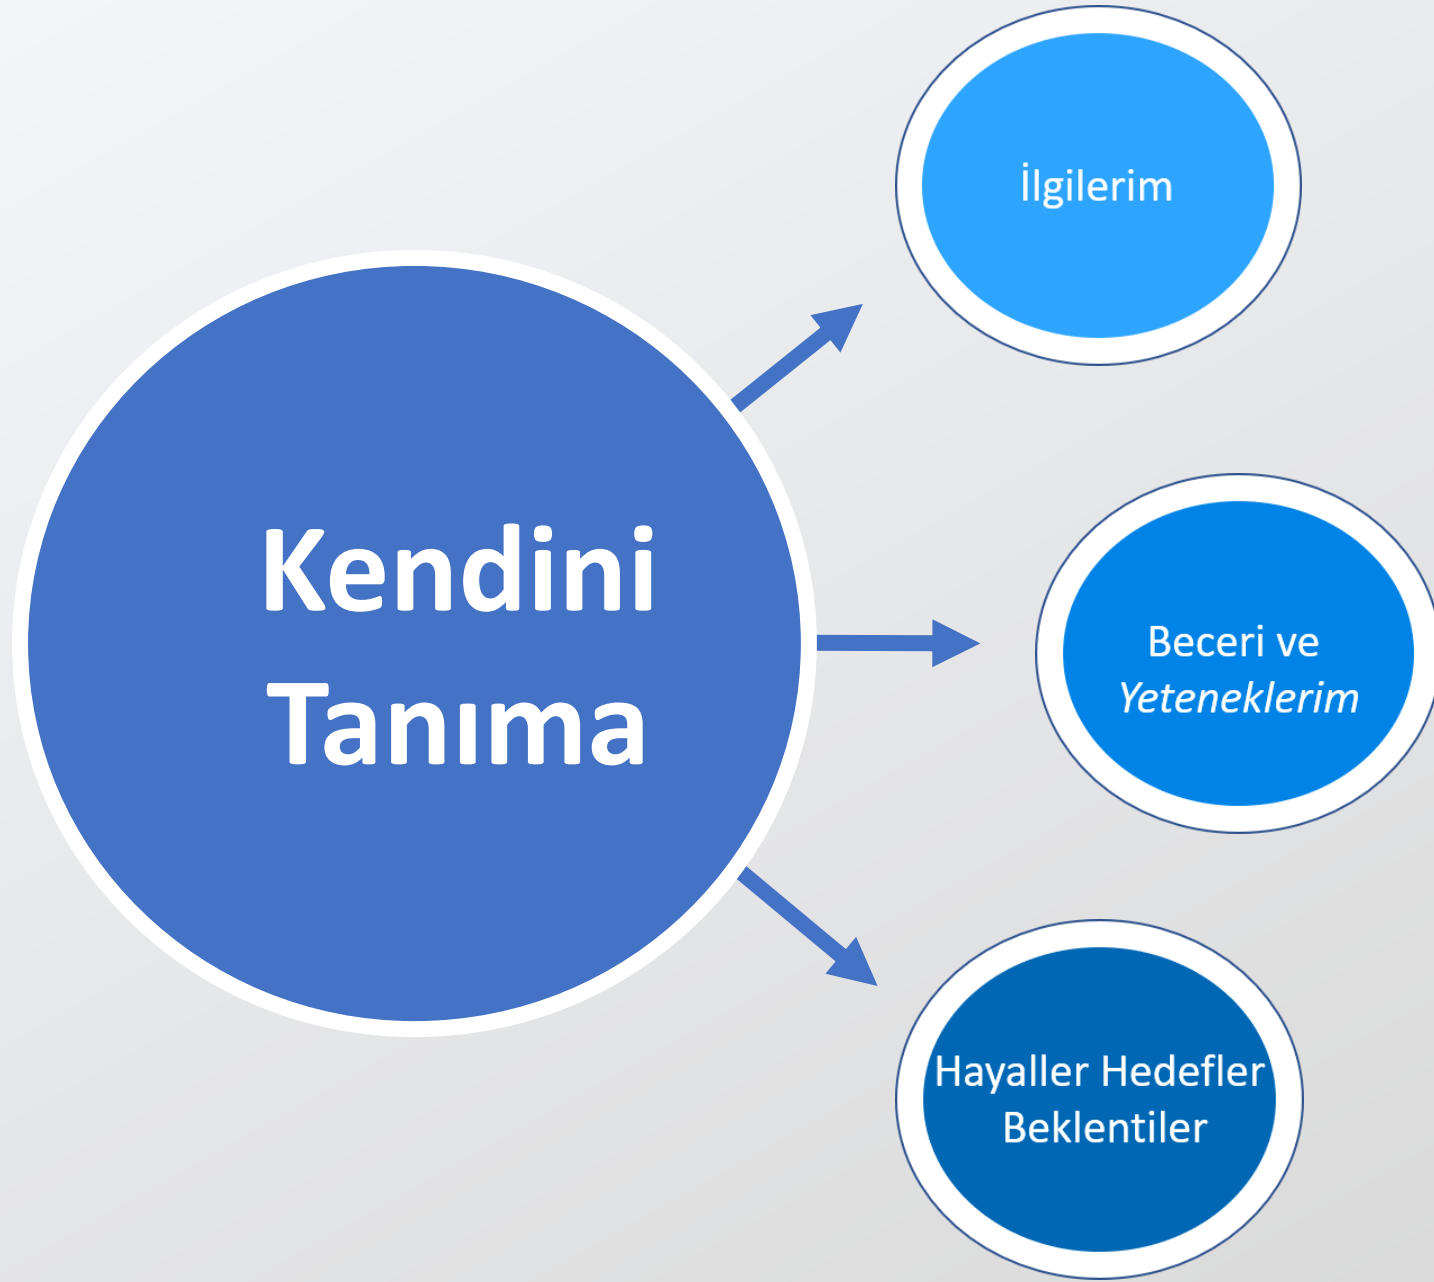 Kendini
Tanıma
İlgilerim
Beceri ve
Yeteneklerim
Hayaller Hedefler
Beklentiler